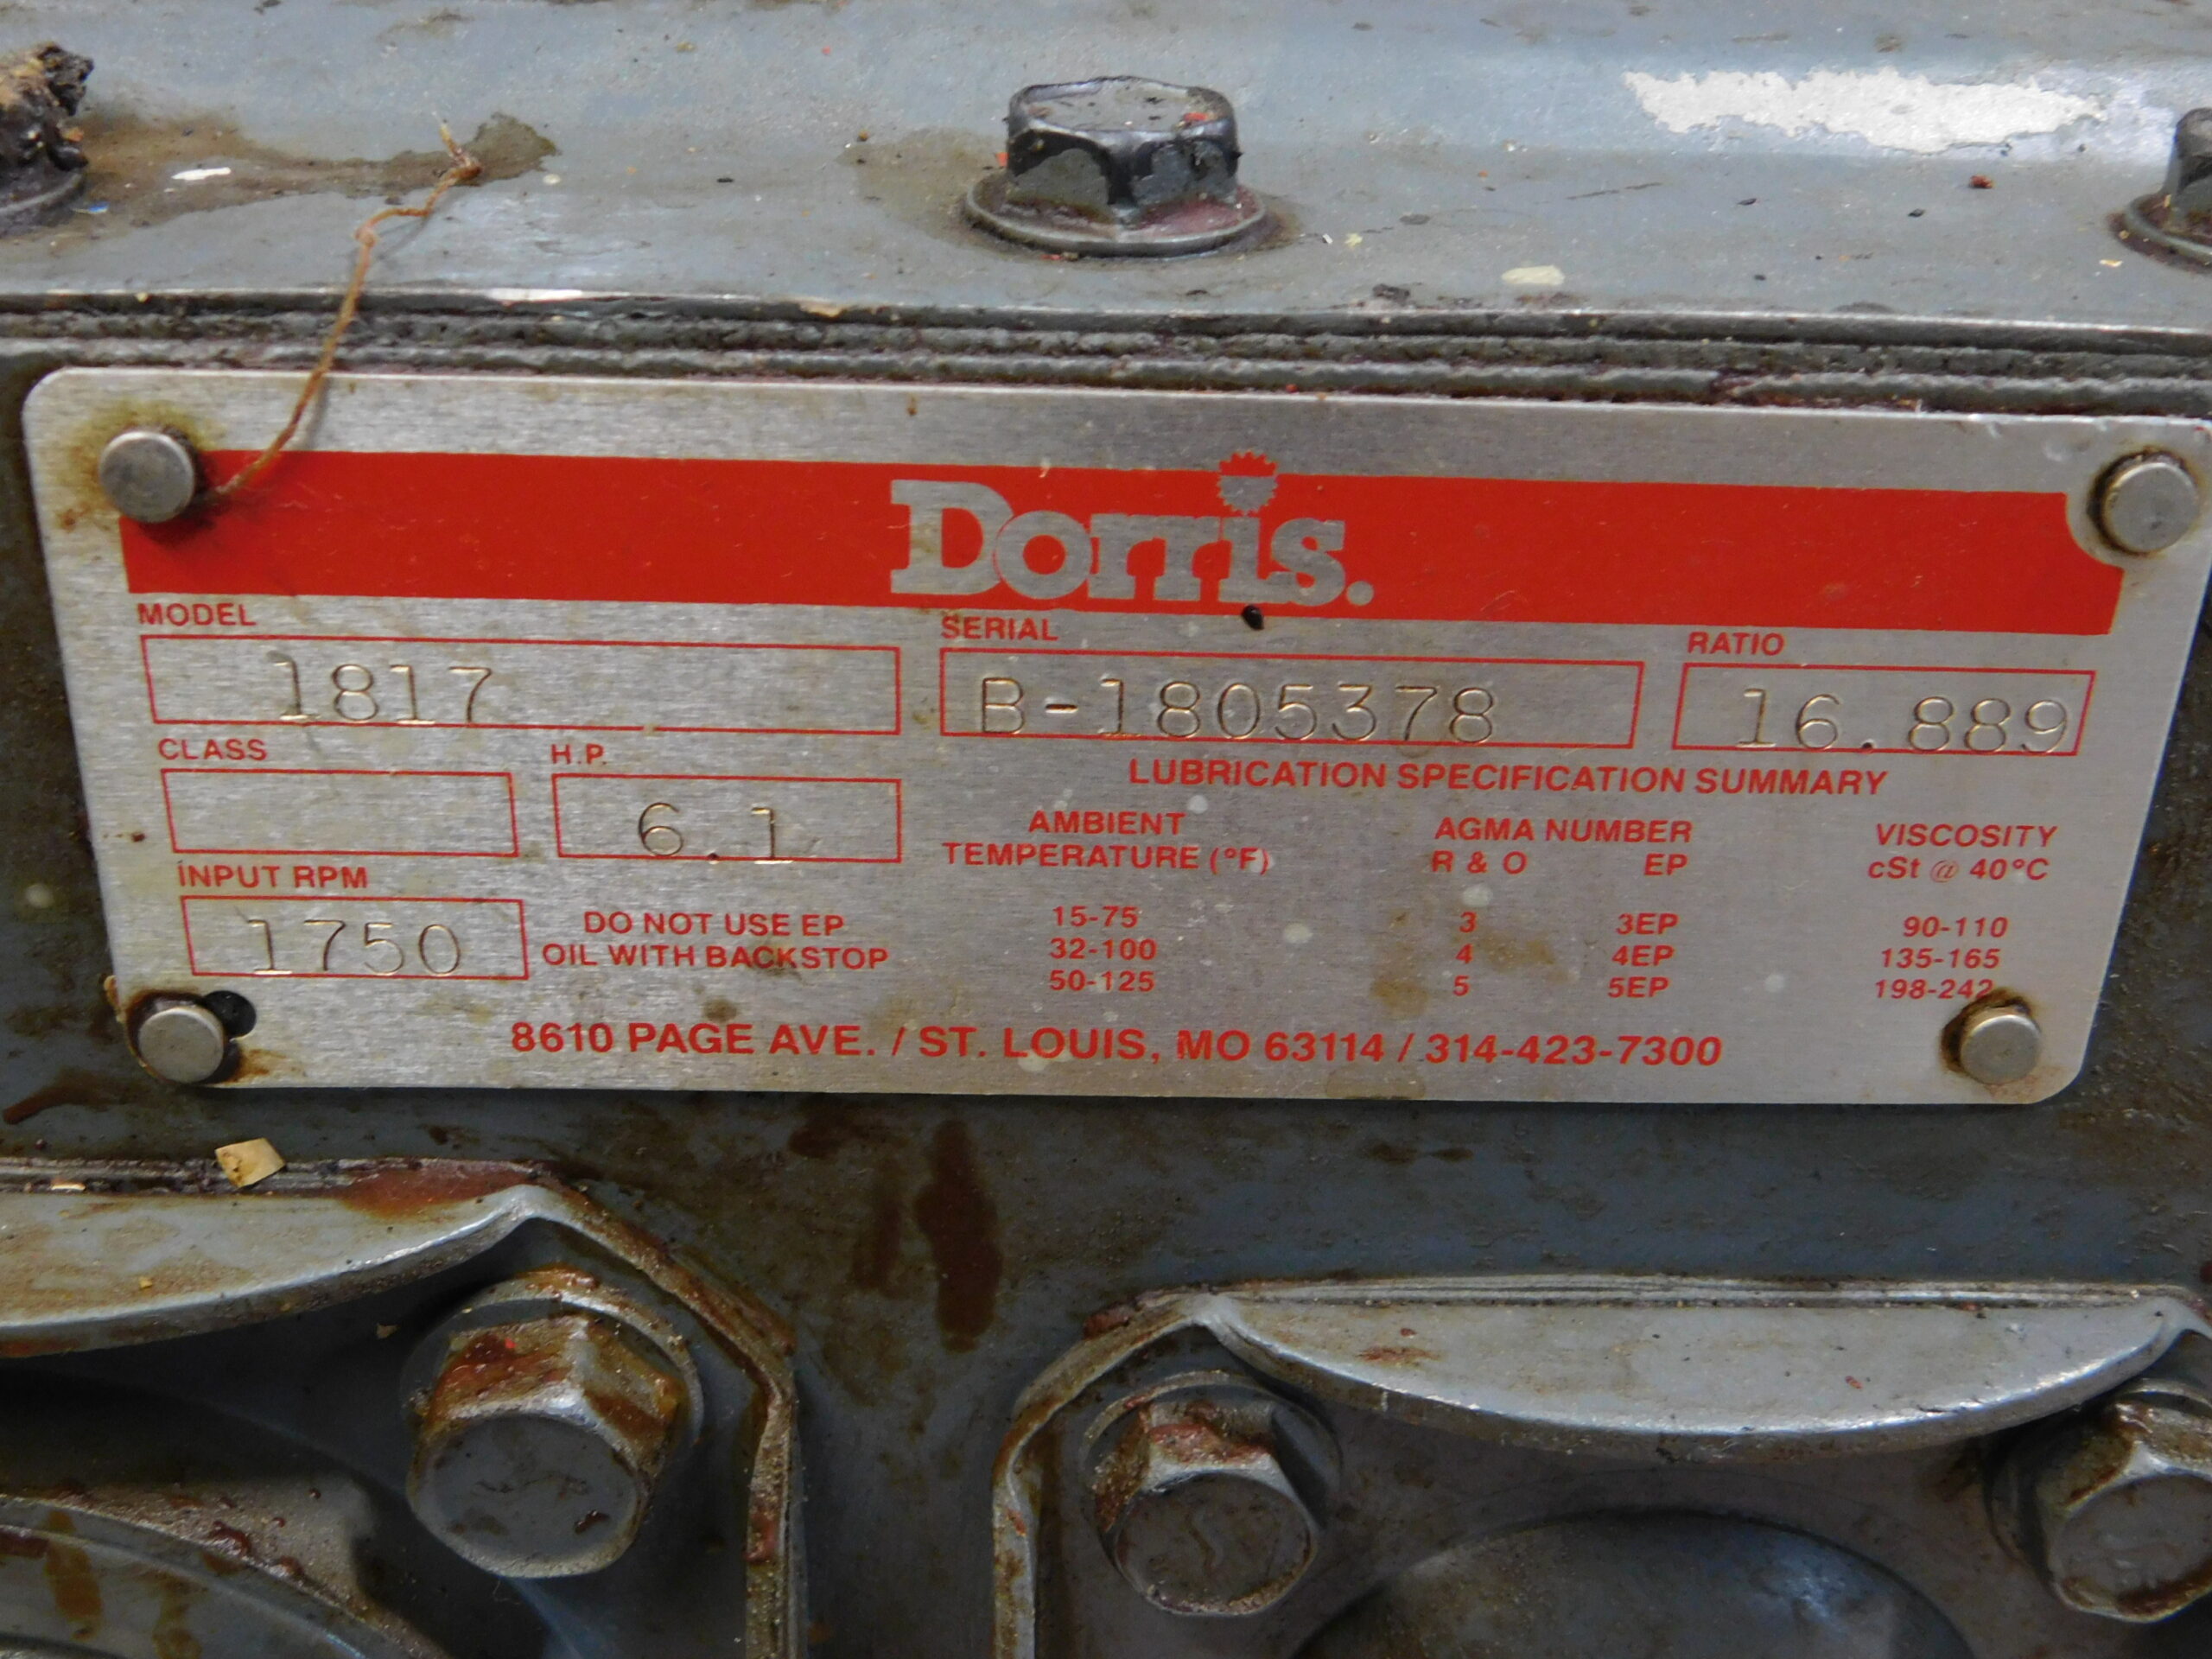 Dorris.
MODEL SERIAL RATIO
1817 B-1805378 16.889
CLASS H.P. LUBRICATION SPECIFICATION SUMMARY
6.1
AMBIENT TEMPERATURE (°F) AGMA NUMBER VISCOSITY
R & O EP cSt @ 40°C
INPUT RPM
1750
DO NOT USE EP
OIL WITH BACKSTOP
15-75 3 3EP 90-110
32-100 4 4EP 135-165
50-125 5 5EP 198-242
8610 PAGE AVE. / ST. LOUIS, MO 63114 / 314-423-7300